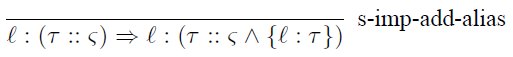 ℓ : (τ :: ς) ⇒ ℓ : (τ :: ς ∧ {ℓ : τ}) s-imp-add-alias